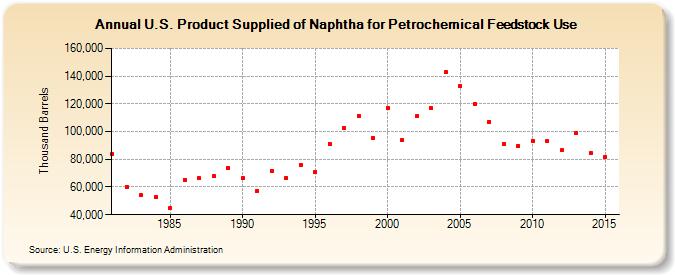 Annual U.S. Product Supplied of Naphtha for Petrochemical Feedstock Use
Thousand Barrels
160,000
140,000
120,000
100,000
80,000
60,000
40,000
1985 1990 1995 2000 2005 2010 2015
Source: U.S. Energy Information Administration